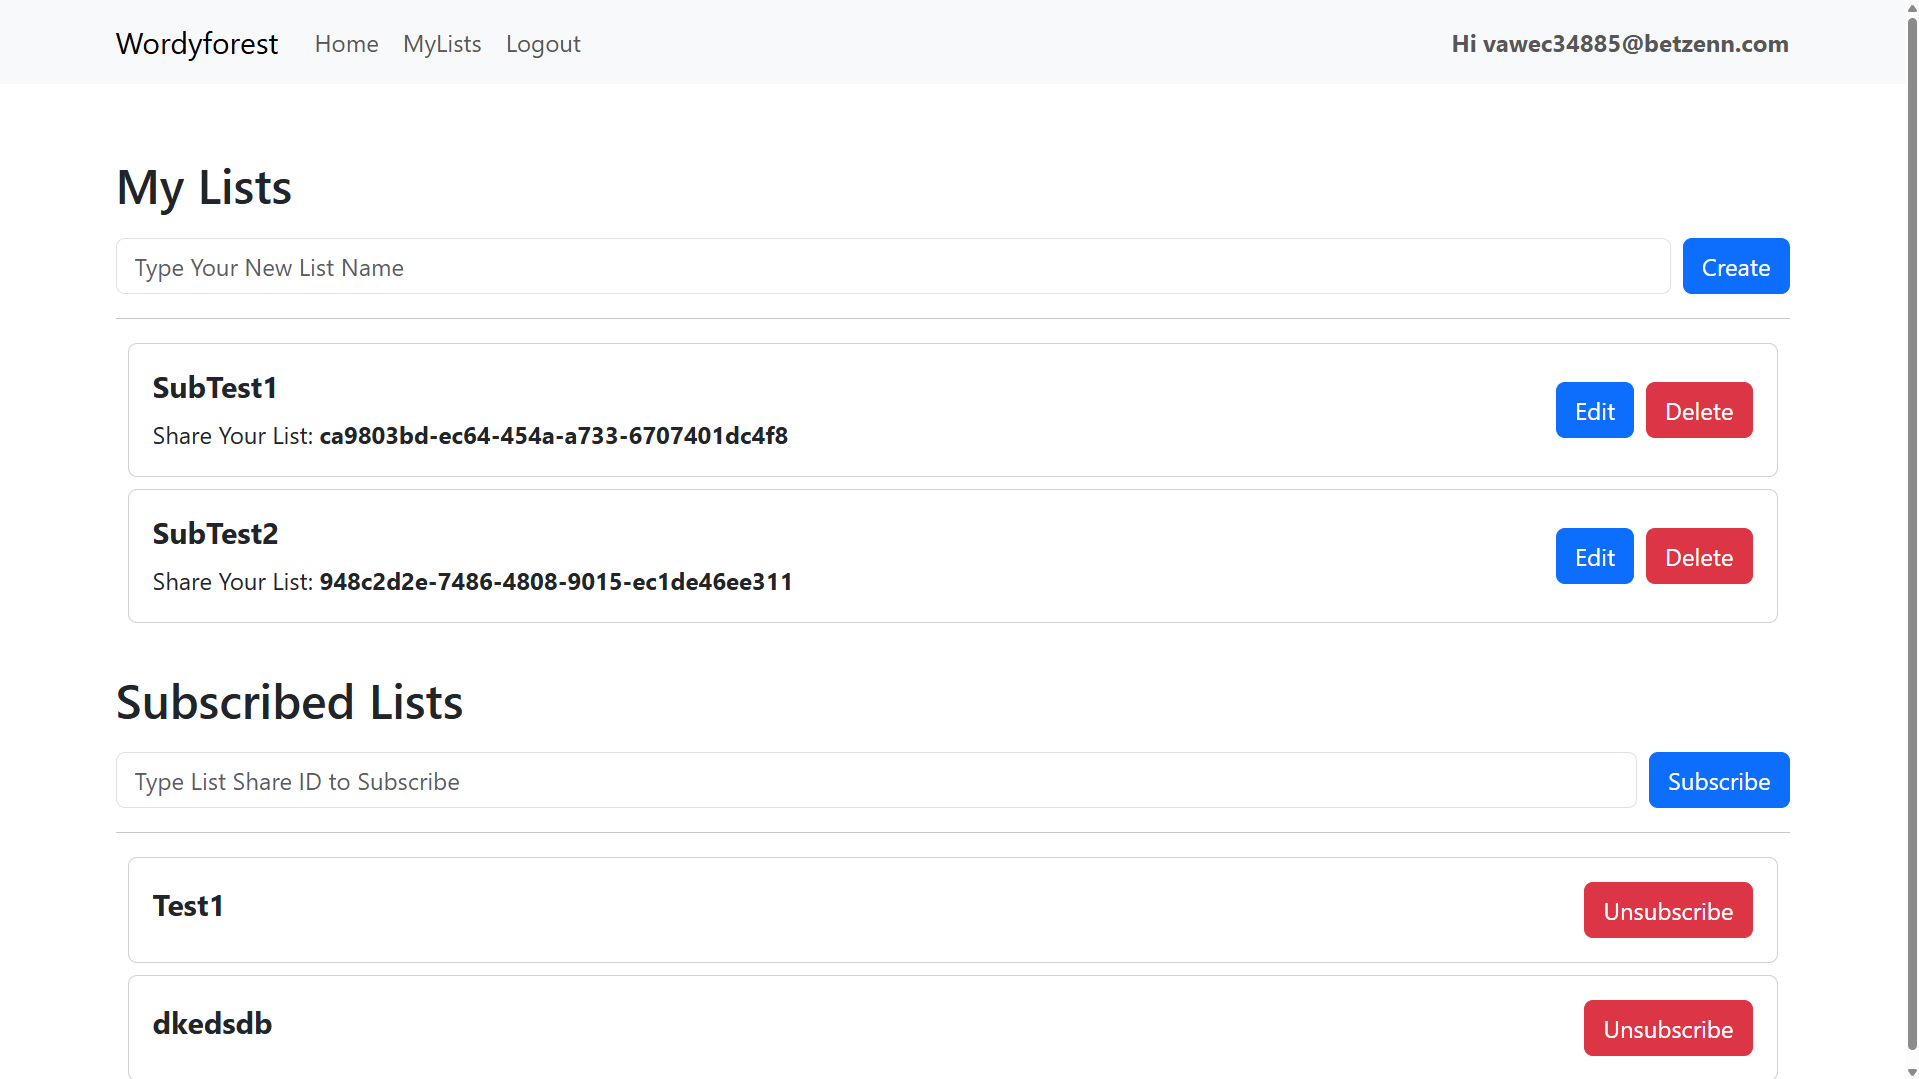 Wordyforest Home MyLists Logout Hi vawec34885@betzenn.com
My Lists
Type Your New List Name Create
SubTest1
Share Your List: ca9803bd-ec64-454a-a733-6707401dc4f8
Edit Delete
SubTest2
Share Your List: 948c2d2e-7486-4808-9015-ec1de46ee311
Edit Delete
Subscribed Lists
Type List Share ID to Subscribe Subscribe
Test1 Unsubscribe
dkedsdb Unsubscribe